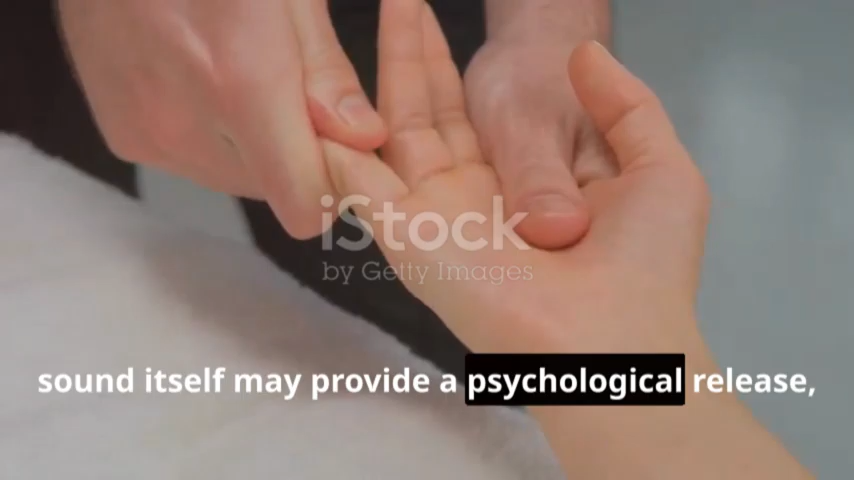 iStock
by Getty Images
sound itself may provide a psychological release,